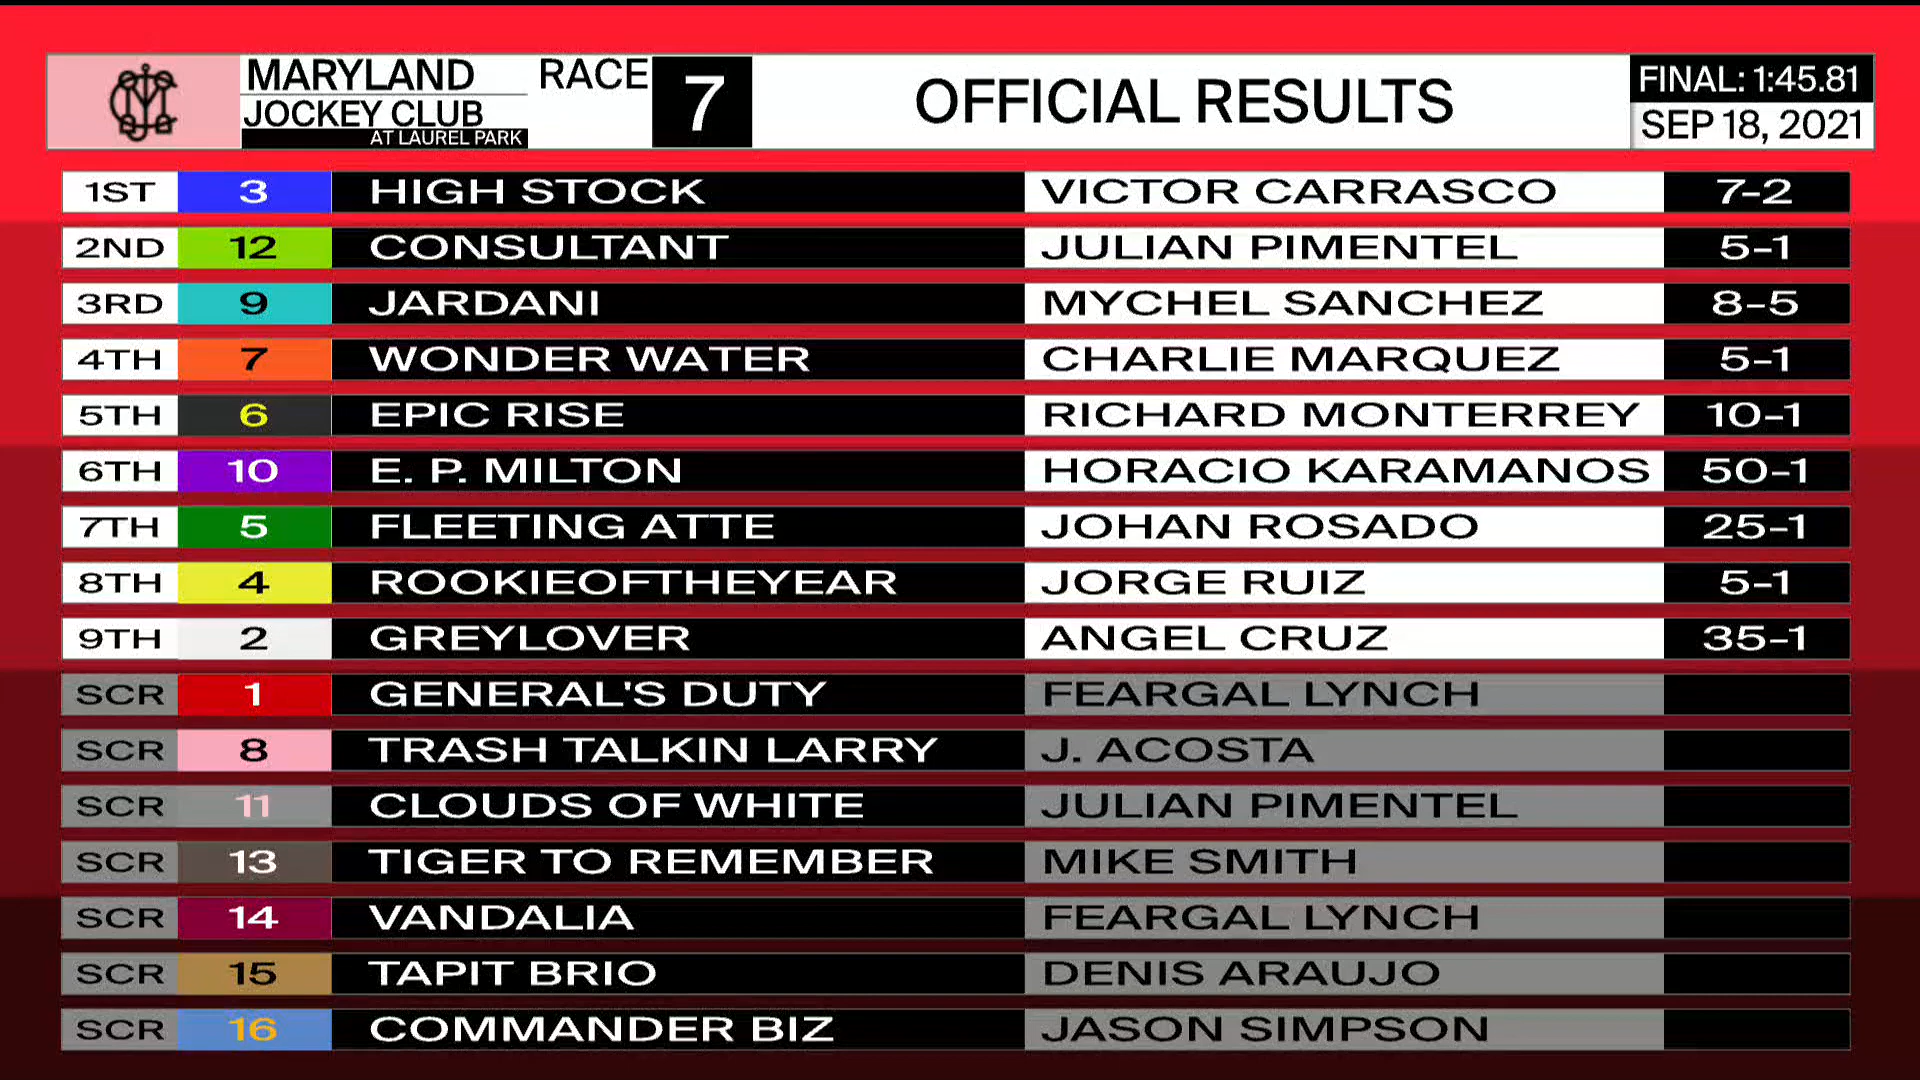 MARYLAND
JOCKEY CLUB
AT LAUREL PARK
RACE 7
OFFICIAL RESULTS
FINAL: 1:45.81
SEP 18, 2021
1ST 3 HIGH STOCK VICTOR CARRASCO 7-2
2ND 12 CONSULTANT JULIAN PIMENTEL 5-1
3RD 9 JARDANI MYCHEL SANCHEZ 8-5
4TH 7 WONDER WATER CHARLIE MARQUEZ 5-1
5TH 6 EPIC RISE RICHARD MONTERREY 10-1
6TH 10 E. P. MILTON HORACIO KARAMANOS 50-1
7TH 5 FLEETING ATTE JOHAN ROSADO 25-1
8TH 4 ROOKIEOFTHEYEAR JORGE RUIZ 5-1
9TH 2 GREYLOVER ANGEL CRUZ 35-1
SCR 1 GENERAL'S DUTY FEARGAL LYNCH
SCR 8 TRASH TALKIN LARRY J. ACOSTA
SCR 11 CLOUDS OF WHITE JULIAN PIMENTEL
SCR 13 TIGER TO REMEMBER MIKE SMITH
SCR 14 VANDALIA FEARGAL LYNCH
SCR 15 TAPIT BRIO DENIS ARAUJO
SCR 16 COMMANDER BIZ JASON SIMPSON